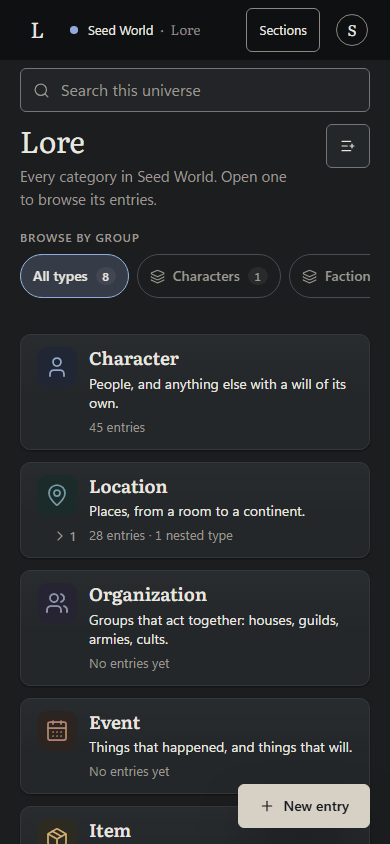 L
Seed World · Lore
Sections
S
Search this universe
Lore
Every category in Seed World. Open one
to browse its entries.
BROWSE BY GROUP
All types 8
Characters 1
Faction
Character
People, and anything else with a will of its
own.
45 entries
Location
Places, from a room to a continent.
1
28 entries · 1 nested type
Organization
Groups that act together: houses, guilds,
armies, cults.
No entries yet
Event
Things that happened, and things that will.
No entries yet
New entry
Item